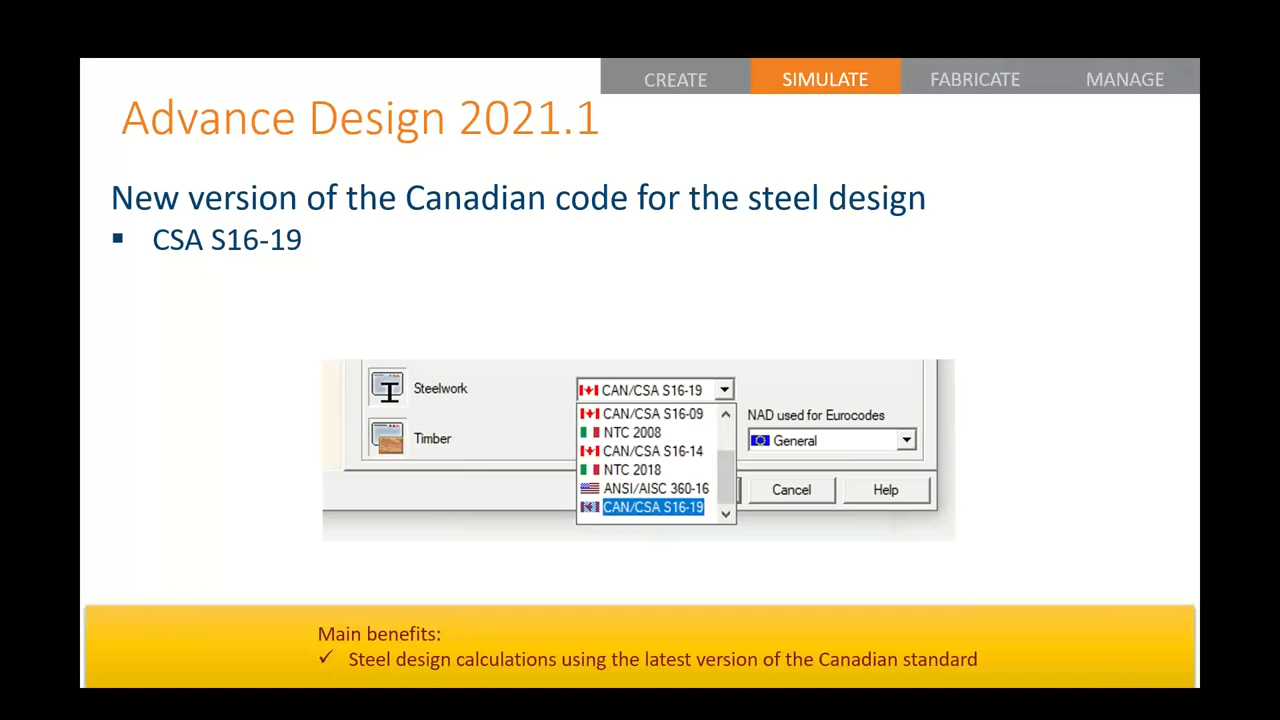 CREATE SIMULATE FABRICATE MANAGE
Advance Design 2021.1
New version of the Canadian code for the steel design
▪ CSA S16-19
Steelwork CAN/CSA S16-19
CAN/CSA S16-09 NAD used for Eurocodes
NTC 2008
Timber General
CAN/CSA S16-14
NTC 2018
ANSI/AISC 360-16 Cancel Help
CAN/CSA S16-19
Main benefits:
✓ Steel design calculations using the latest version of the Canadian standard